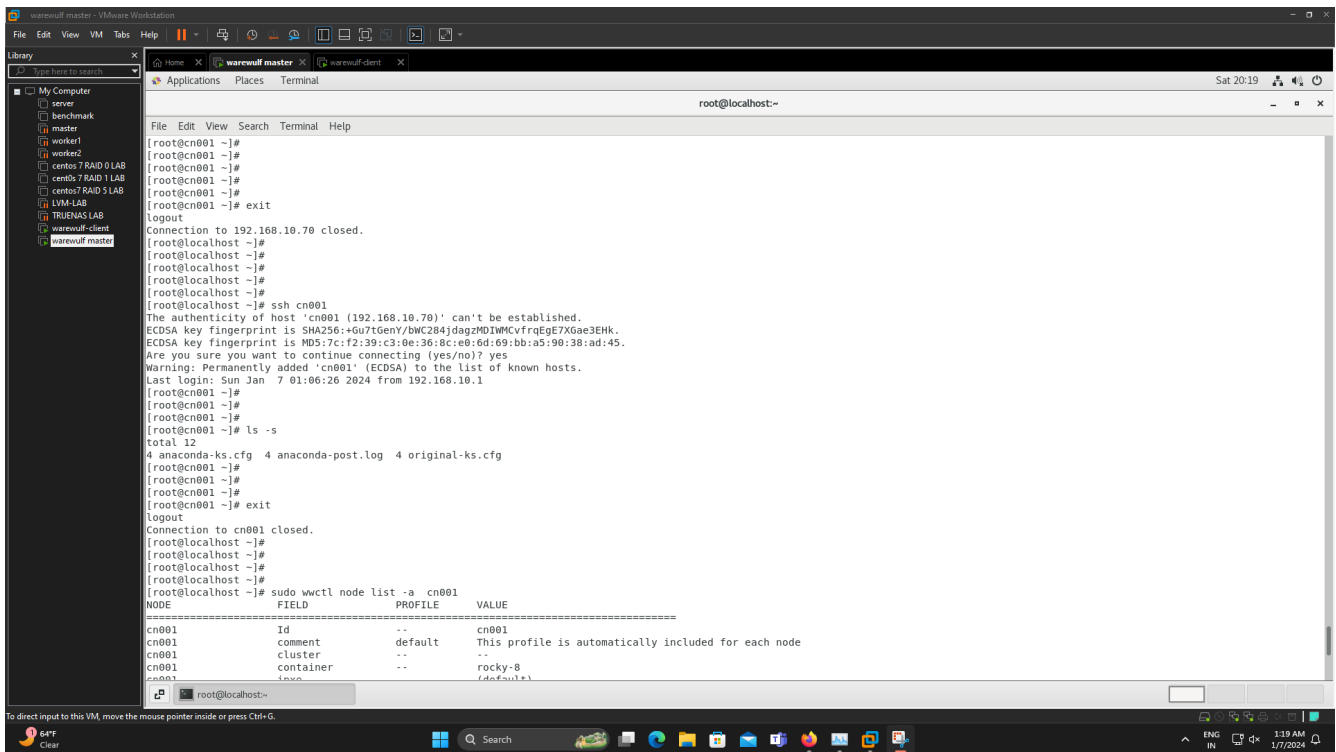 warewulf master - VMware Workstation
File Edit View VM Tabs Help
Library
Type here to search
My Computer
server
benchmark
master
worker1
worker2
centos 7 RAID 0 LAB
cent0s 7 RAID 1 LAB
centos7 RAID 5 LAB
LVM-LAB
TRUENAS LAB
warewulf-client
warewulf master
Home warewulf master warewulf-client
Applications Places Terminal Sat 20:19
root@localhost:~
File Edit View Search Terminal Help
[root@cn001 ~]#
[root@cn001 ~]#
[root@cn001 ~]#
[root@cn001 ~]#
[root@cn001 ~]#
[root@cn001 ~]# exit
logout
Connection to 192.168.10.70 closed.
[root@localhost ~]#
[root@localhost ~]#
[root@localhost ~]#
[root@localhost ~]#
[root@localhost ~]#
[root@localhost ~]# ssh cn001
The authenticity of host 'cn001 (192.168.10.70)' can't be established.
ECDSA key fingerprint is SHA256:+Gu7tGenY/bWC284jdagzMDIWMCvfrqEgE7XGae3EHk.
ECDSA key fingerprint is MD5:7c:f2:39:c3:0e:36:8c:e0:6d:69:bb:a5:90:38:ad:45.
Are you sure you want to continue connecting (yes/no)? yes
Warning: Permanently added 'cn001' (ECDSA) to the list of known hosts.
Last login: Sun Jan  7 01:06:26 2024 from 192.168.10.1
[root@cn001 ~]#
[root@cn001 ~]#
[root@cn001 ~]#
[root@cn001 ~]# ls -s
total 12
4 anaconda-ks.cfg  4 anaconda-post.log  4 original-ks.cfg
[root@cn001 ~]#
[root@cn001 ~]#
[root@cn001 ~]#
[root@cn001 ~]# exit
logout
Connection to cn001 closed.
[root@localhost ~]#
[root@localhost ~]#
[root@localhost ~]#
[root@localhost ~]#
[root@localhost ~]# sudo wwctl node list -a  cn001
NODE FIELD PROFILE VALUE
=====================================================================================
cn001 Id -- cn001
cn001 comment default This profile is automatically included for each node
cn001 cluster -- --
cn001 container -- rocky-8
cn001 ipxe -- (default)
root@localhost:~
To direct input to this VM, move the mouse pointer inside or press Ctrl+G.
1
64°F
Clear
Search
ENG
IN
1:19 AM
1/7/2024